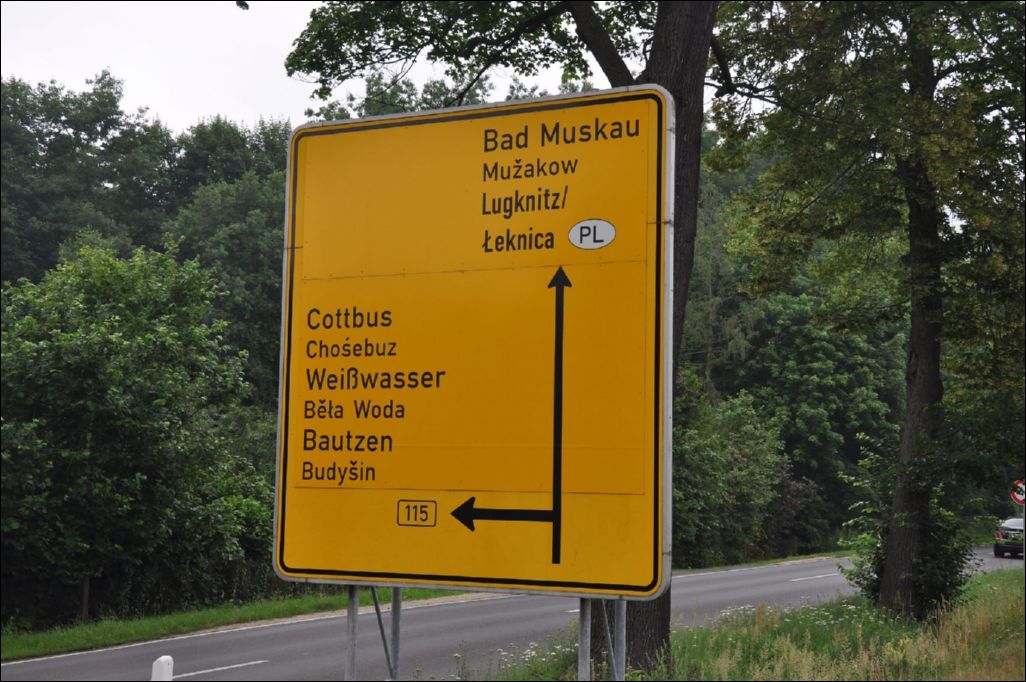 Bad Muskau
Mužakow
Lugknitz/
Łeknica PL
Cottbus
Chośebuz
Weißwasser
Běła Woda
Bautzen
Budyšin
115